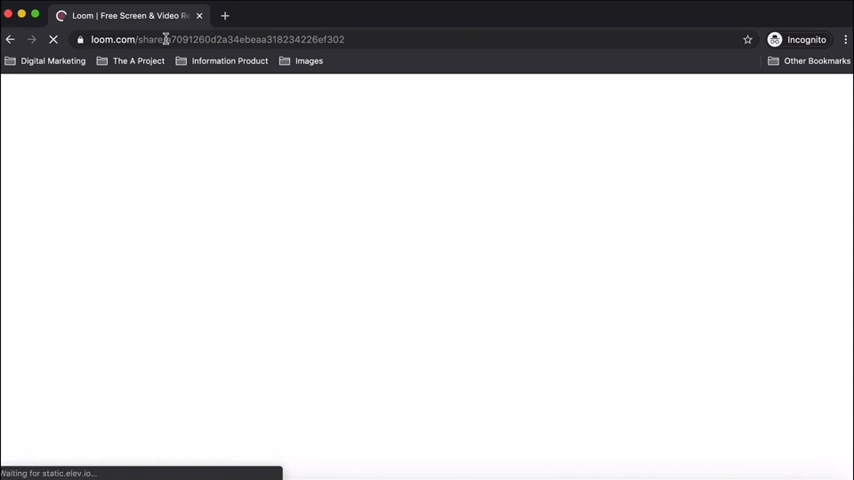 Loom | Free Screen & Video Re
loom.com/share/a7091260d2a34ebeaa318234226ef302
Incognito
Digital Marketing
The A Project
Information Product
Images
Other Bookmarks
Waiting for static.elev.io...